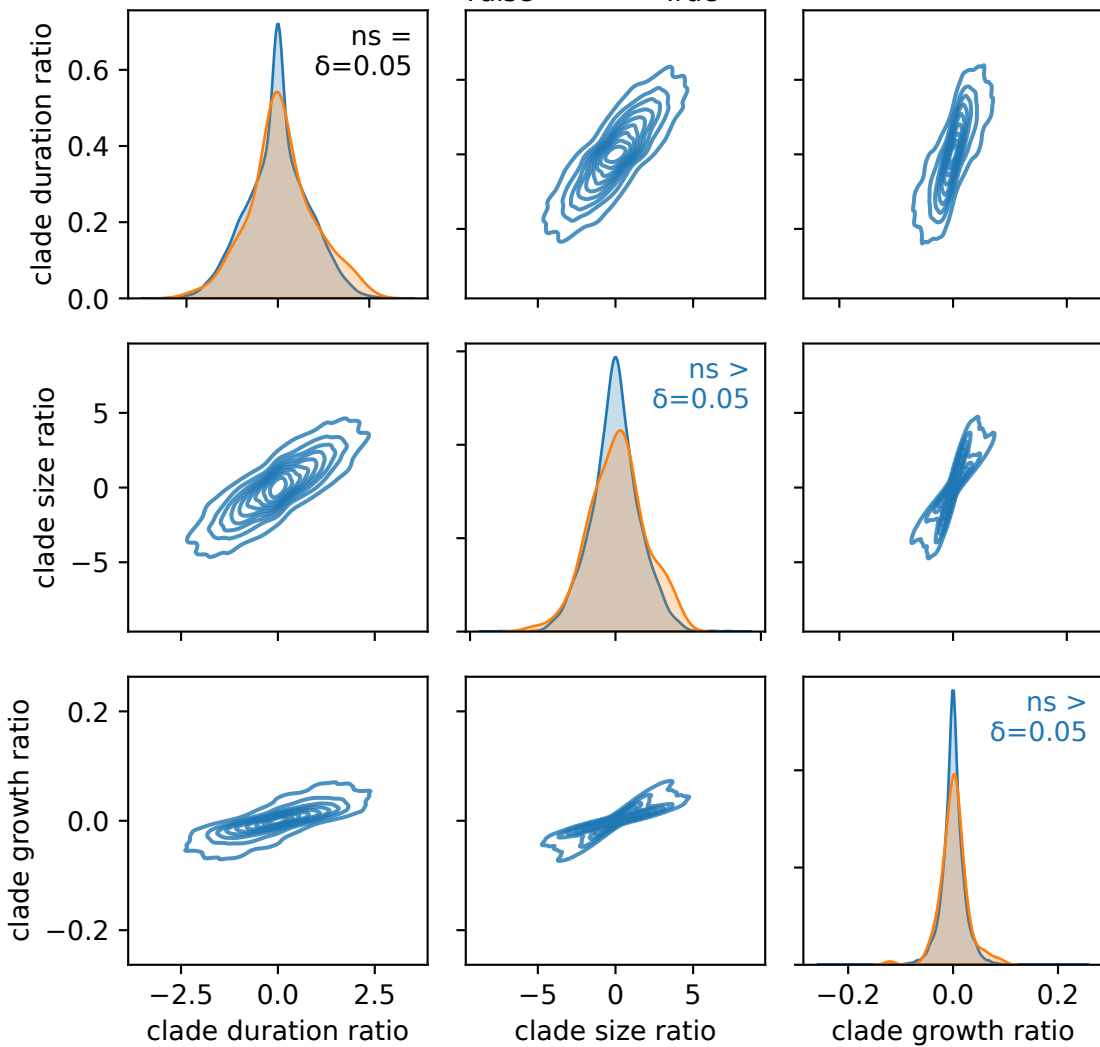 clade duration ratio
0.6
0.4
0.2
0.0
ns =
δ=0.05
clade size ratio
5
0
−5
ns >
δ=0.05
clade growth ratio
0.2
0.0
−0.2
ns >
δ=0.05
−2.5 0.0 2.5
−5 0 5
−0.2 0.0 0.2
clade duration ratio
clade size ratio
clade growth ratio